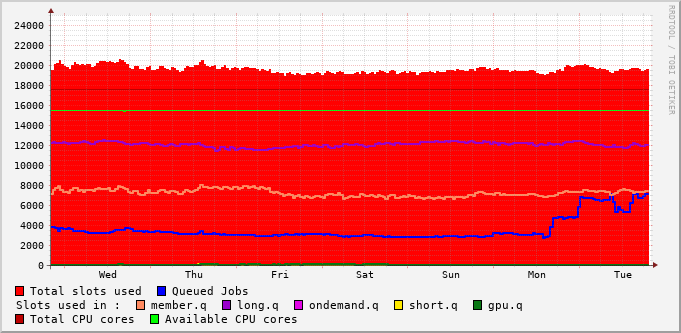 RRDTOOL / TOBI OETIKER
24000
22000
20000
18000
16000
14000
12000
10000
8000
6000
4000
2000
0
Wed Thu Fri Sat Sun Mon Tue
Total slots used Queued Jobs
Slots used in : member.q long.q ondemand.q short.q gpu.q
Total CPU cores Available CPU cores